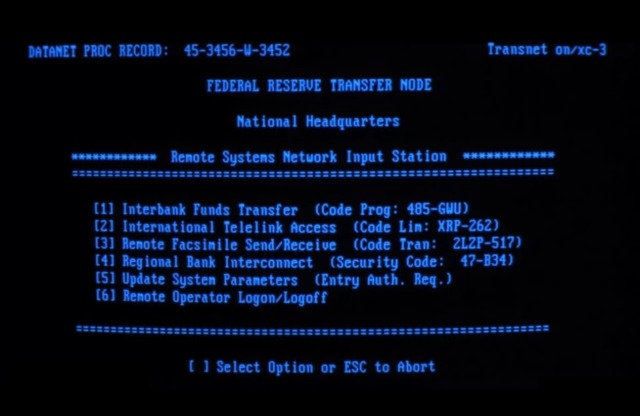 DATANET PROC RECORD: 45-3456-W-3452 Transnet on/xc-3
FEDERAL RESERVE TRANSFER NODE
National Headquarters
************ Remote Systems Network Input Station *************
[1] Interbank Funds Transfer (Code Prog: 485-GWU)
[2] International Telelink Access (Code Lim: XRP-262)
[3] Remote Facsimile Send/Receive (Code Tran: 2LZP-517)
[4] Regional Bank Interconnect (Security Code: 47-B34)
[5] Update System Parameters (Entry Auth. Req.)
[6] Remote Operator Logon/Logoff
[ ] Select Option or ESC to Abort